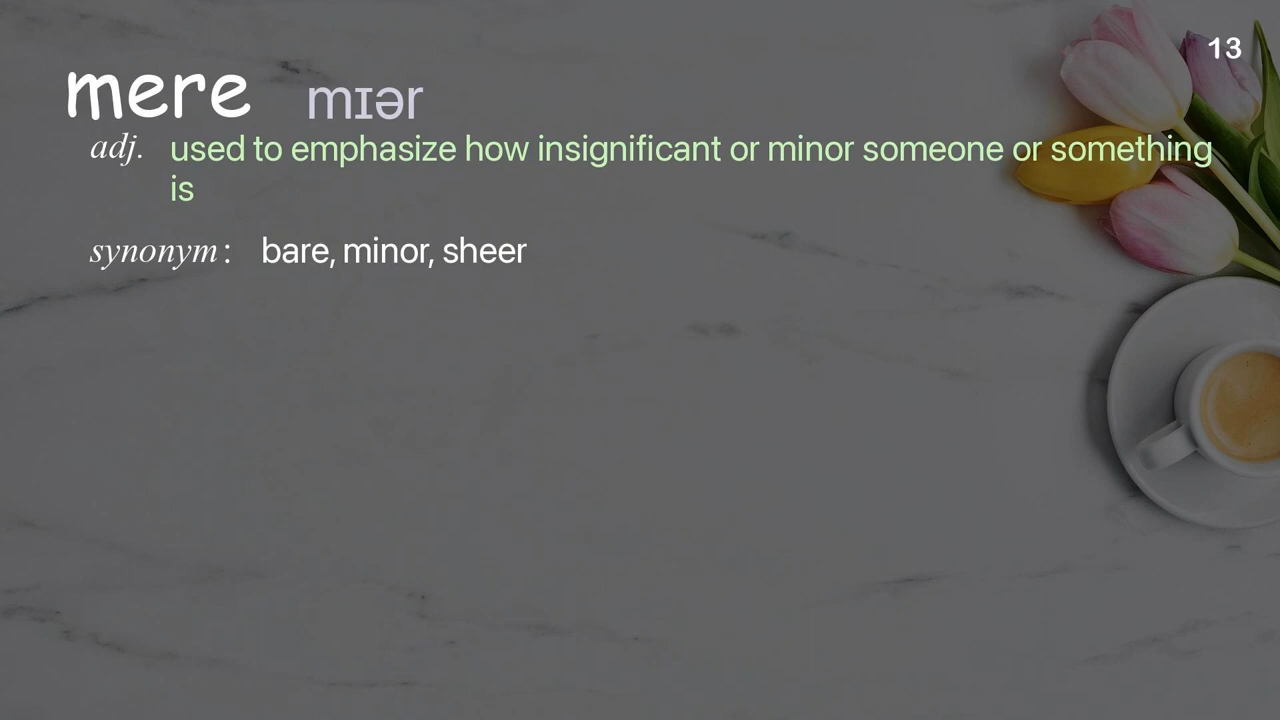 13
mere mɪər
adj. used to emphasize how insignificant or minor someone or something
is
synonym: bare, minor, sheer